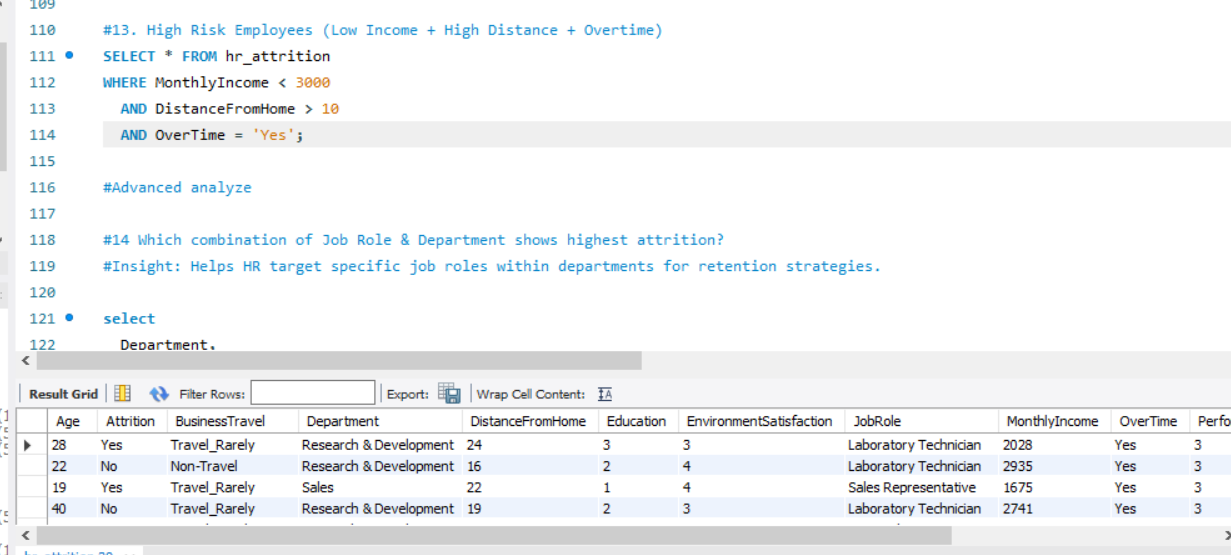 109
110 #13. High Risk Employees (Low Income + High Distance + Overtime)
111 SELECT * FROM hr_attrition
112 WHERE MonthlyIncome < 3000
113 AND DistanceFromHome > 10
114 AND OverTime = 'Yes';
115
116 #Advanced analyze
117
118 #14 Which combination of Job Role & Department shows highest attrition?
119 #Insight: Helps HR target specific job roles within departments for retention strategies.
120
121 select
122 Department,
Result Grid Filter Rows: Export: Wrap Cell Content:
Age Attrition BusinessTravel Department DistanceFromHome Education EnvironmentSatisfaction JobRole MonthlyIncome OverTime Perfo
28 Yes Travel_Rarely Research & Development 24 3 3 Laboratory Technician 2028 Yes 3
22 No Non-Travel Research & Development 16 2 4 Laboratory Technician 2935 Yes 3
19 Yes Travel_Rarely Sales 22 1 4 Sales Representative 1675 Yes 3
40 No Travel_Rarely Research & Development 19 2 3 Laboratory Technician 2741 Yes 3